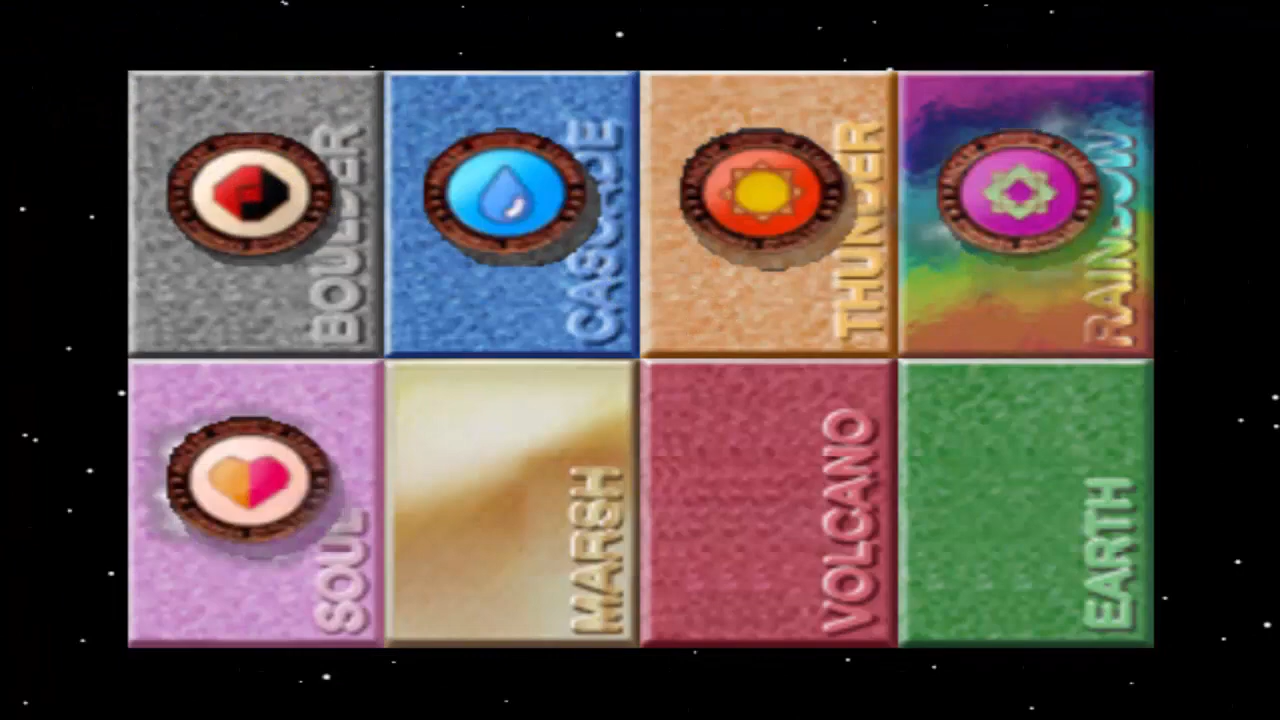 BOULDER
CASCADE
THUNDER
RAINBOW
SOUL
MARSH
VOLCANO
EARTH